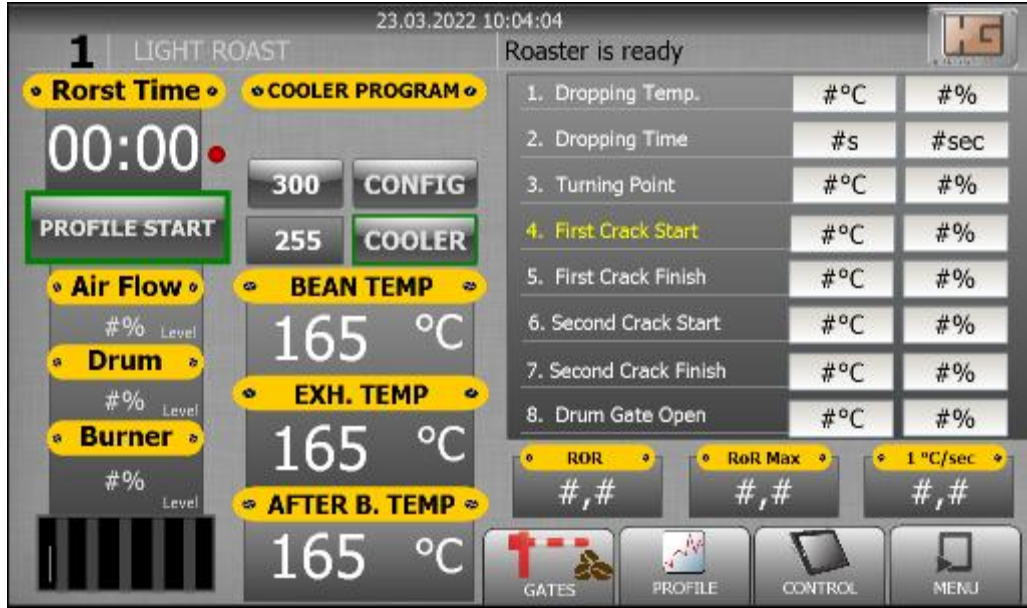 23.03.2022 10:04:04
1 LIGHT ROAST
Roaster is ready
HG
Rorst Time
00:00
PROFILE START
Air Flow
#% Level
Drum
#% Level
Burner
#%
Level
COOLER PROGRAM
300 CONFIG
255 COOLER
BEAN TEMP
165 °C
EXH. TEMP
165 °C
AFTER B. TEMP
165 °C
1. Dropping Temp. #°C #%
2. Dropping Time #s #sec
3. Turning Point #°C #%
4. First Crack Start #°C #%
5. First Crack Finish #°C #%
6. Second Crack Start #°C #%
7. Second Crack Finish #°C #%
8. Drum Gate Open #°C #%
ROR RoR Max 1 °C/sec
#,# #,# #,#
GATES PROFILE CONTROL MENU